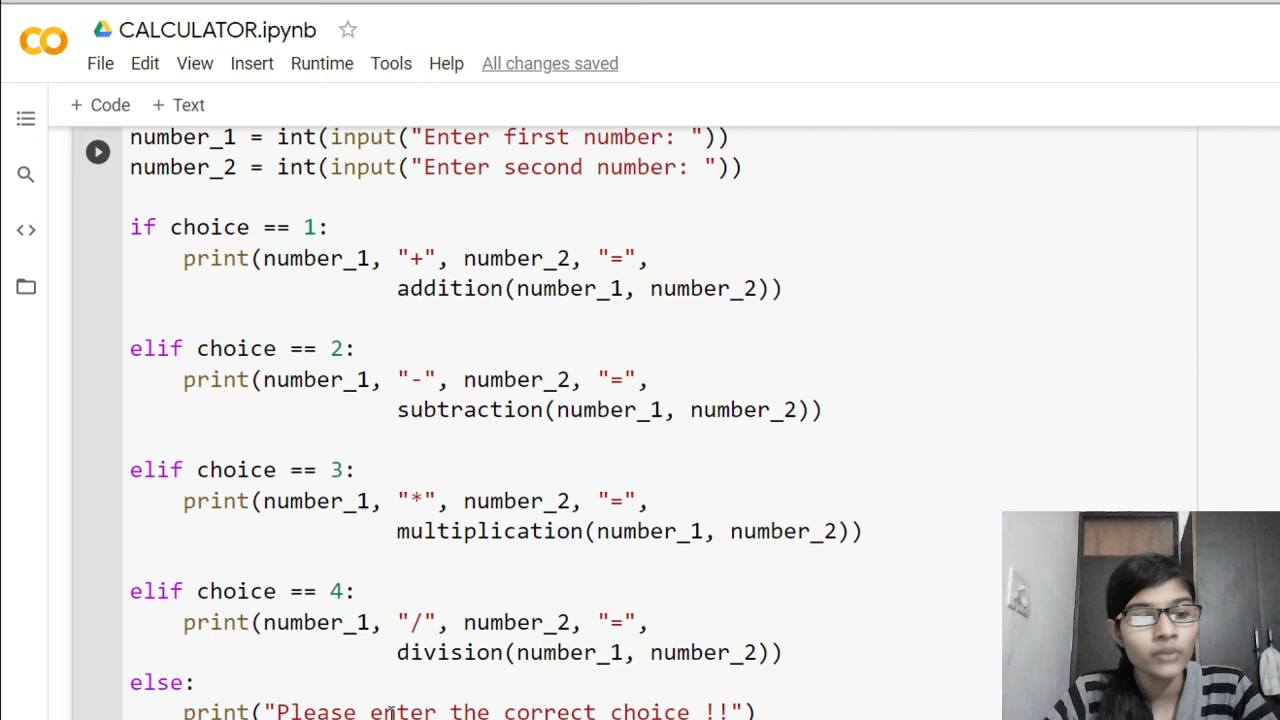 CALCULATOR.ipynb
File Edit View Insert Runtime Tools Help All changes saved
+ Code + Text
number_1 = int(input("Enter first number: "))
number_2 = int(input("Enter second number: "))
if choice == 1:
print(number_1, "+", number_2, "=",
addition(number_1, number_2))
elif choice == 2:
print(number_1, "-", number_2, "=",
subtraction(number_1, number_2))
elif choice == 3:
print(number_1, "*", number_2, "=",
multiplication(number_1, number_2))
elif choice == 4:
print(number_1, "/", number_2, "=",
division(number_1, number_2))
else:
print("Please enter the correct choice !!")